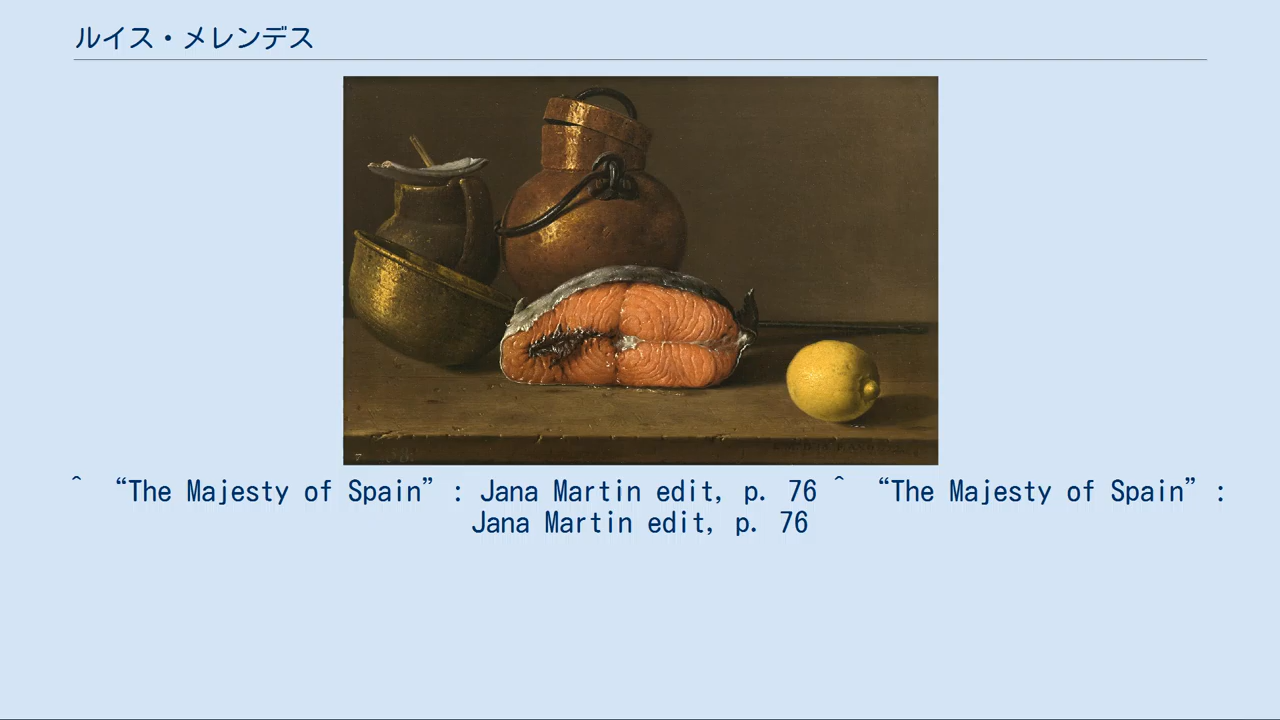 ルイス・メレンデス
^ “The Majesty of Spain” : Jana Martin edit, p. 76 ^ “The Majesty of Spain” :
Jana Martin edit, p. 76